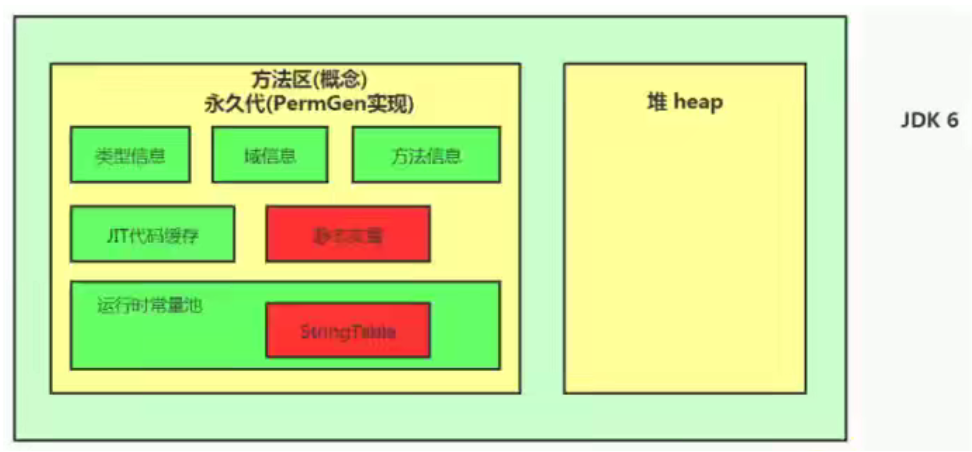 方法区(概念)
永久代(PermGen实现)
类型信息
域信息
方法信息
JIT代码缓存
静态变量
运行时常量池
StringTable
堆 heap
JDK 6